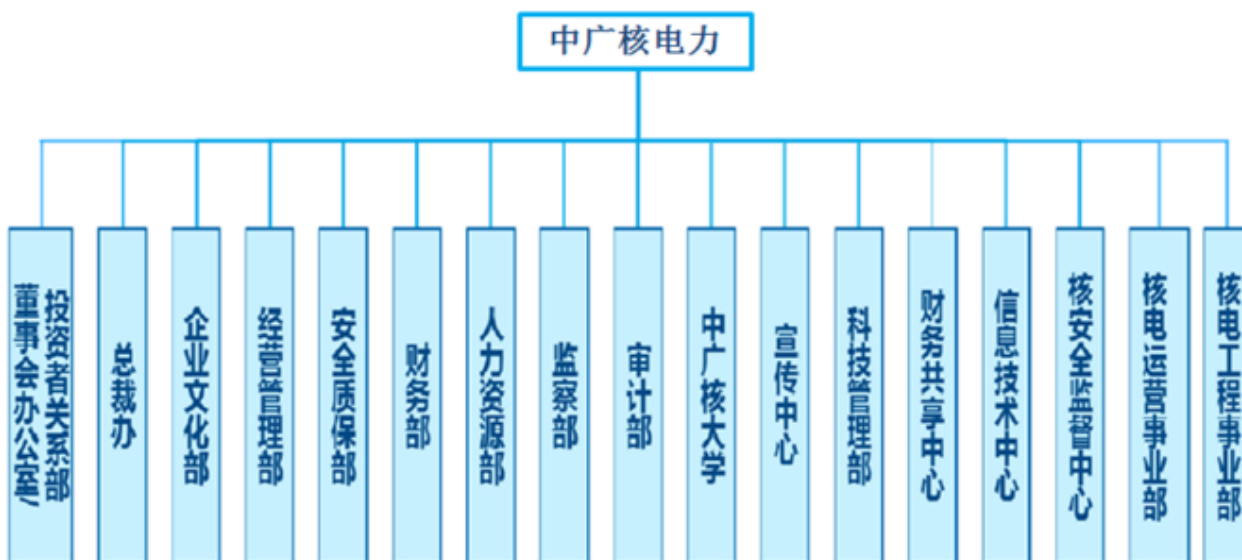 中广核电力
董事会办公室/
投资者关系部
总裁办
企业文化部
经营管理部
安全质保部
财务部
人力资源部
监察部
审计部
中广核大学
宣传中心
科技管理部
财务共享中心
信息技术中心
核安全监督中心
核电运营事业部
核电工程事业部